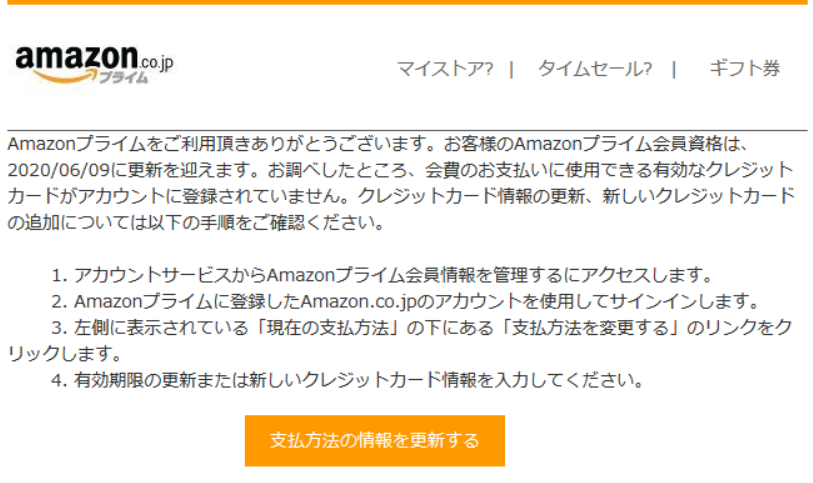 amazon.co.jp
プライム
マイストア? | タイムセール? | ギフト券
Amazonプライムをご利用頂きありがとうございます。お客様のAmazonプライム会員資格は、
2020/06/09に更新を迎えます。お調べしたところ、会費のお支払いに使用できる有効なクレジット
カードがアカウントに登録されていません。クレジットカード情報の更新、新しいクレジットカード
の追加については以下の手順をご確認ください。
1. アカウントサービスからAmazonプライム会員情報を管理するにアクセスします。
2. Amazonプライムに登録したAmazon.co.jpのアカウントを使用してサインインします。
3. 左側に表示されている「現在の支払方法」の下にある「支払方法を変更する」のリンクをク
リックします。
4. 有効期限の更新または新しいクレジットカード情報を入力してください。
支払方法の情報を更新する